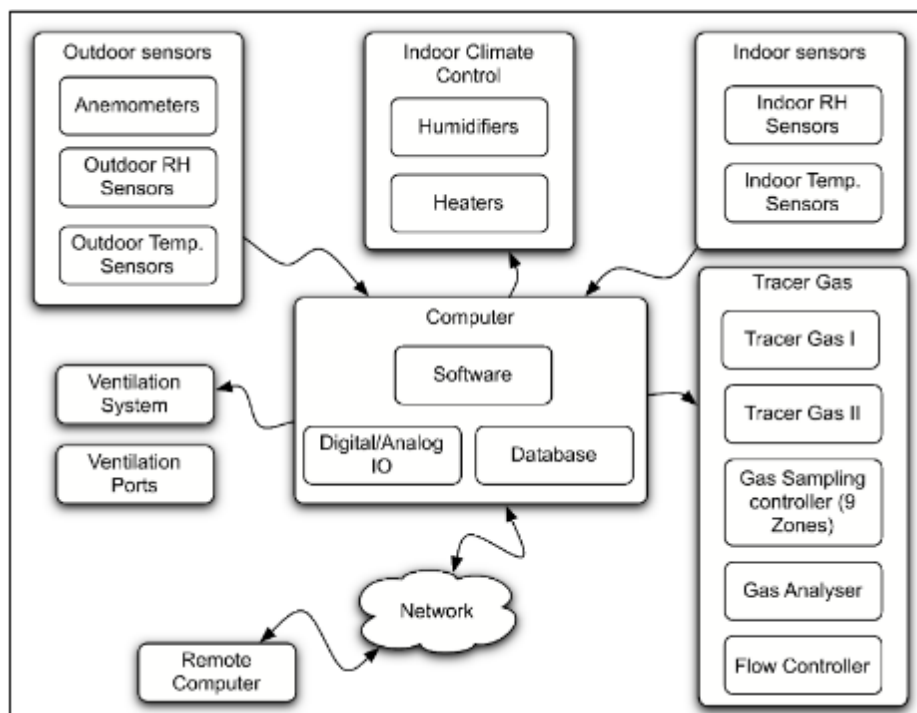 Outdoor sensors
Anemometers
Outdoor RH
Sensors
Outdoor Temp.
Sensors
Indoor Climate
Control
Humidifiers
Heaters
Indoor sensors
Indoor RH
Sensors
Indoor Temp.
Sensors
Computer
Software
Digital/Analog
IO
Database
Tracer Gas
Tracer Gas I
Tracer Gas II
Gas Sampling
controller (9
Zones)
Gas Analyser
Flow Controller
Ventilation
System
Ventilation
Ports
Network
Remote
Computer